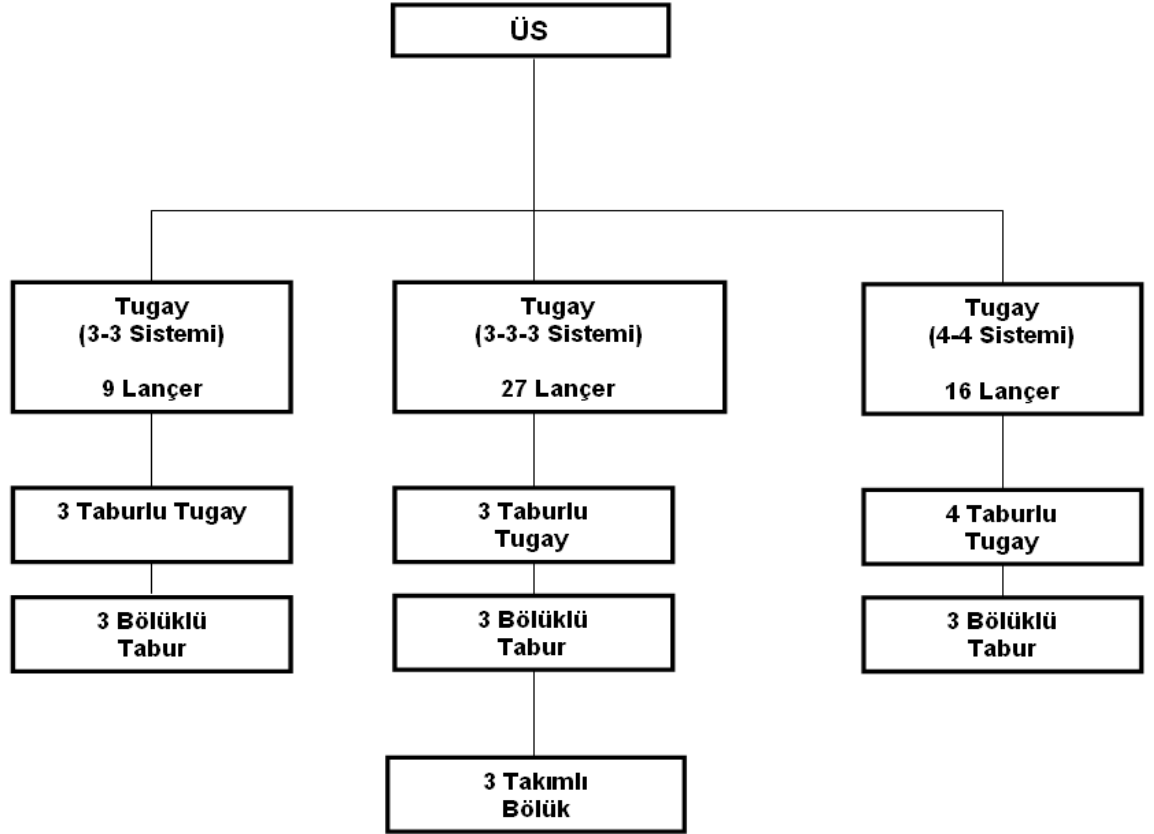 ÜS
Tugay
(3-3 Sistemi)
9 Lançer
Tugay
(3-3-3 Sistemi)
27 Lançer
Tugay
(4-4 Sistemi)
16 Lançer
3 Taburlu Tugay
3 Taburlu
Tugay
4 Taburlu
Tugay
3 Bölüklü
Tabur
3 Bölüklü
Tabur
3 Bölüklü
Tabur
3 Takımlı
Bölük